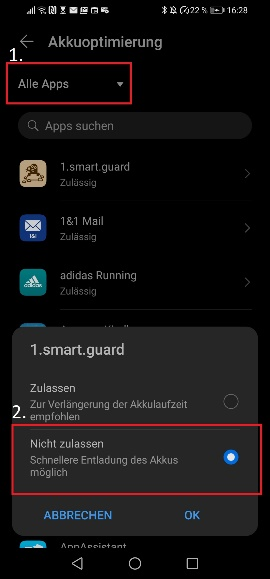 22 % 16:28
1.
Akkuoptimierung
Alle Apps
Apps suchen
1.smart.guard
Zulässig
1&1 Mail
Zulässig
adidas Running
Zulässig
1.smart.guard
Zulassen
Zur Verlängerung der Akkulaufzeit
empfohlen
2.
Nicht zulassen
Schnellere Entladung des Akkus
möglich
ABBRECHEN OK
AppAssistant